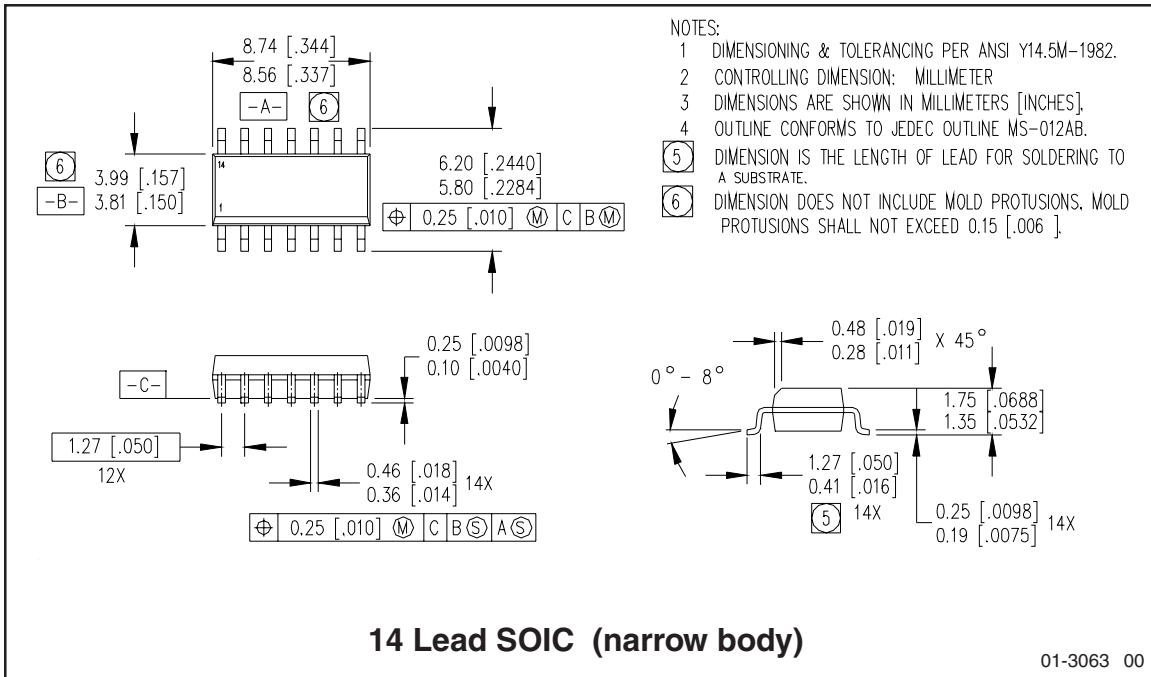 8.74 [.344]
8.56 [.337]
-A- 6
6
3.99 [.157]
3.81 [.150]
-B-
14
1
6.20 [.2440]
5.80 [.2284]
⌖ 0.25 [.010] Ⓜ C B Ⓜ
NOTES:
1 DIMENSIONING & TOLERANCING PER ANSI Y14.5M-1982.
2 CONTROLLING DIMENSION: MILLIMETER
3 DIMENSIONS ARE SHOWN IN MILLIMETERS [INCHES].
4 OUTLINE CONFORMS TO JEDEC OUTLINE MS-012AB.
5 DIMENSION IS THE LENGTH OF LEAD FOR SOLDERING TO
A SUBSTRATE.
6 DIMENSION DOES NOT INCLUDE MOLD PROTUSIONS. MOLD
PROTUSIONS SHALL NOT EXCEED 0.15 [.006 ].
-C-
0.25 [.0098]
0.10 [.0040]
1.27 [.050]
12X
0.46 [.018]
0.36 [.014] 14X
⌖ 0.25 [.010] Ⓜ C B Ⓢ A Ⓢ
0.48 [.019]
0.28 [.011] X 45°
0° - 8°
1.75 [.0688]
1.35 [.0532]
1.27 [.050]
0.41 [.016]
5 14X
0.25 [.0098]
0.19 [.0075] 14X
14 Lead SOIC (narrow body)
01-3063 00